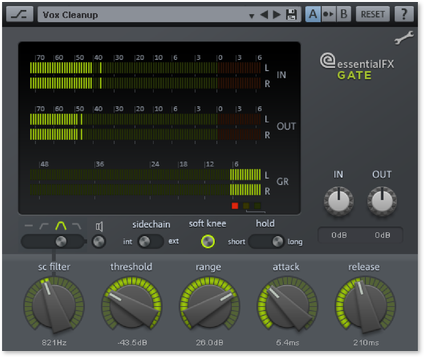 Vox Cleanup A B RESET ?
70 60 50 40 30 20 10 6 3 0 3 6
L
IN
R
essentialFX
GATE
70 60 50 40 30 20 10 6 3 0 3 6
L
OUT
R
48 36 24 18 12 6
L
GR
R
IN OUT
0dB 0dB
sidechain soft knee hold
int ext short long
sc filter threshold range attack release
821Hz -43.5dB 26.0dB 6.4ms 210ms